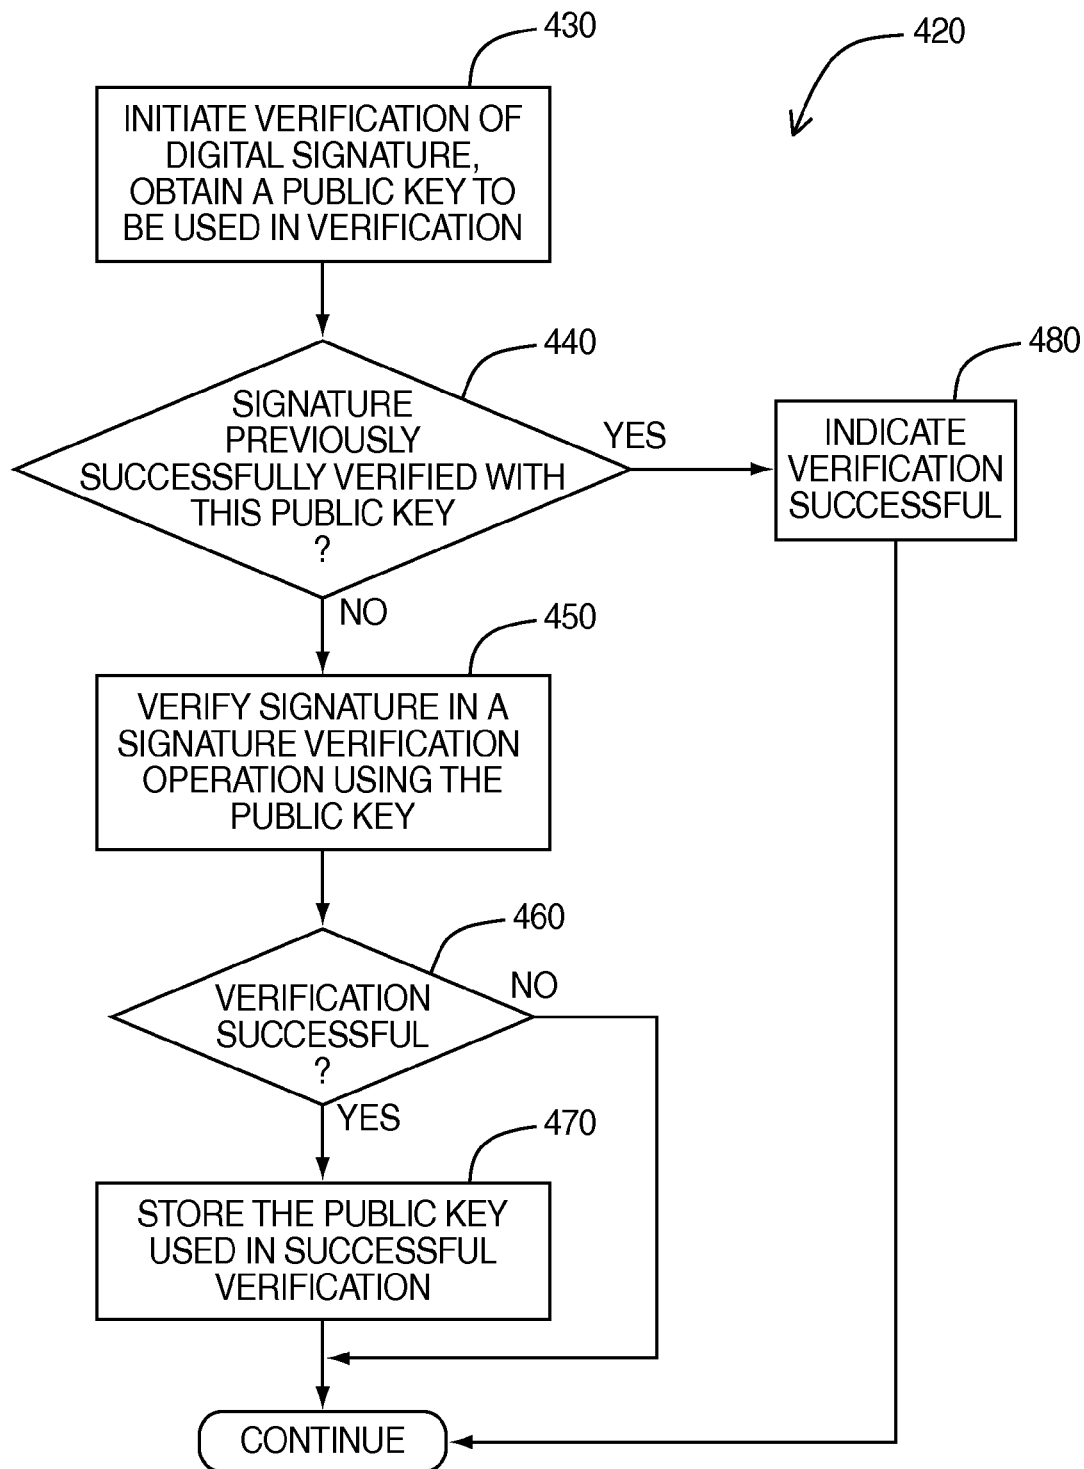 430
420
INITIATE VERIFICATION OF
DIGITAL SIGNATURE,
OBTAIN A PUBLIC KEY TO
BE USED IN VERIFICATION
440
480
SIGNATURE
PREVIOUSLY
SUCCESSFULLY VERIFIED WITH
THIS PUBLIC KEY
?
YES
INDICATE
VERIFICATION
SUCCESSFUL
NO
450
VERIFY SIGNATURE IN A
SIGNATURE VERIFICATION
OPERATION USING THE
PUBLIC KEY
460
NO
VERIFICATION
SUCCESSFUL
?
YES
470
STORE THE PUBLIC KEY
USED IN SUCCESSFUL
VERIFICATION
CONTINUE